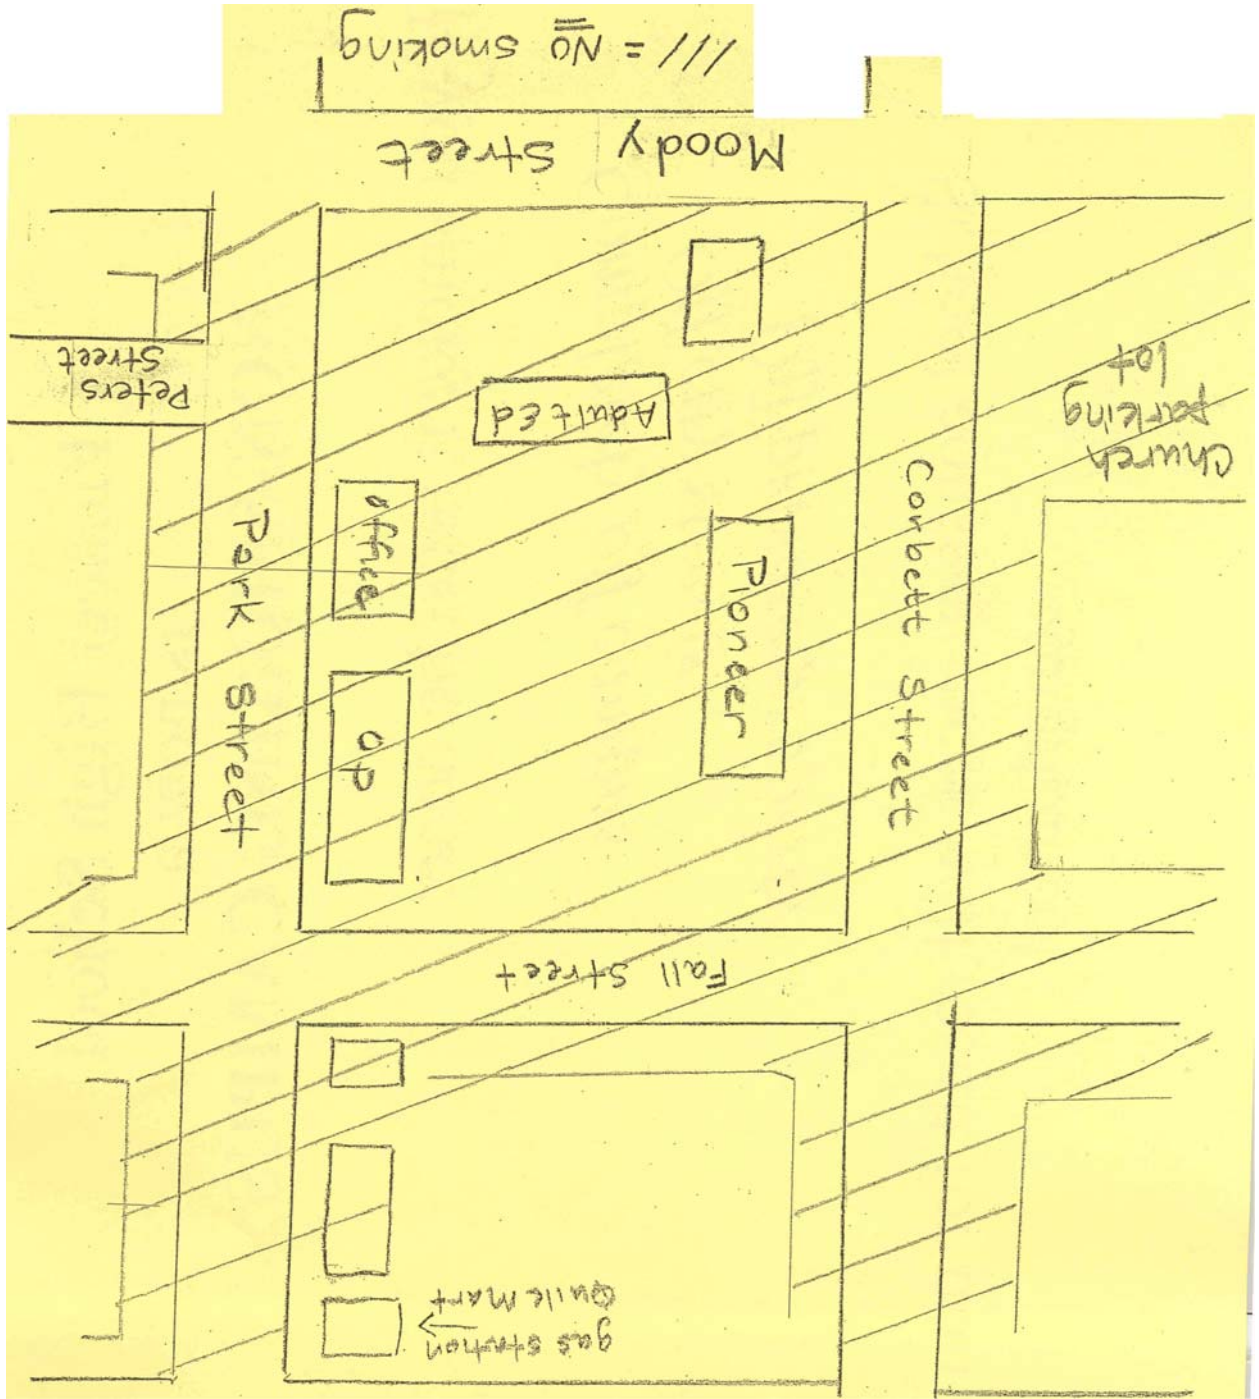 /// = No smoking
Moody Street
Peters
Street
Adult Ed
Church
parking
lot
office
Park Street
Pioneer
Corbett Street
OP
Fall Street
gas station
Quik Mart